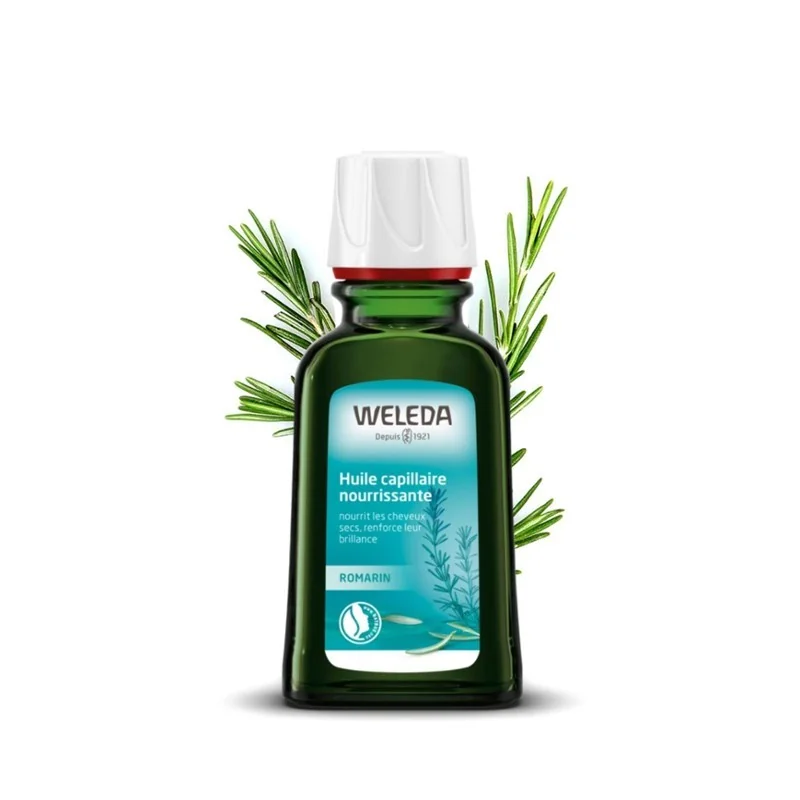 WELEDA
Depuis 1921
Huile capillaire
nourrissante
nourrit les cheveux
secs, renforce leur
brillance
ROMARIN